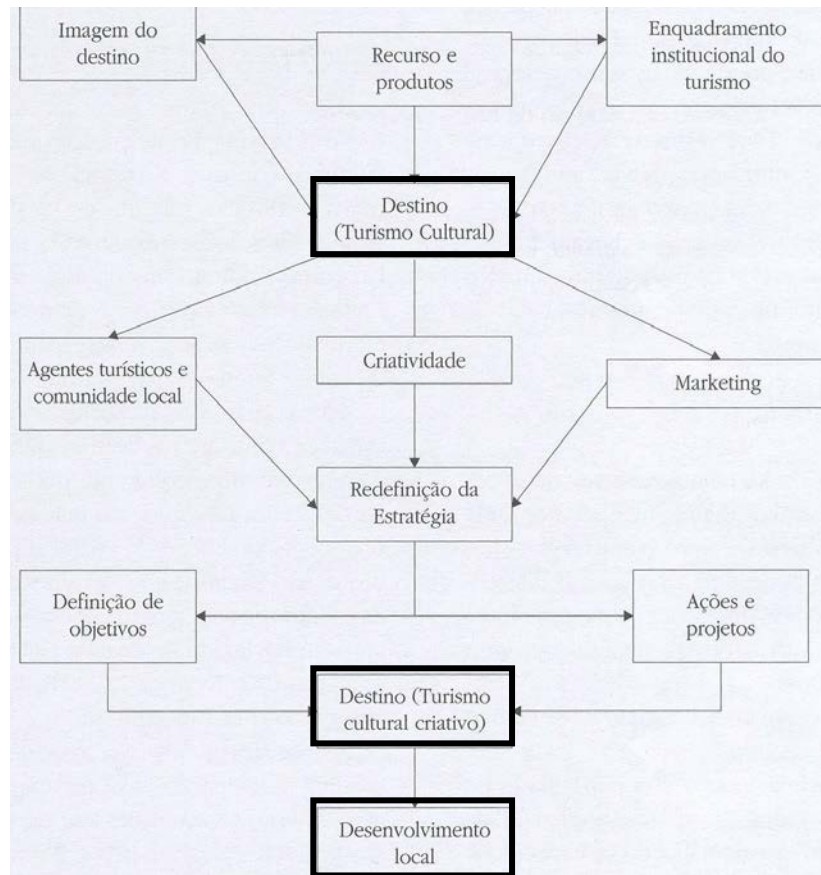 Imagem do
destino
Recurso e
produtos
Enquadramento
institucional do
turismo
Destino
(Turismo Cultural)
Agentes turísticos e
comunidade local
Criatividade
Marketing
Redefinição da
Estratégia
Definição de
objetivos
Ações e
projetos
Destino (Turismo
cultural criativo)
Desenvolvimento
local